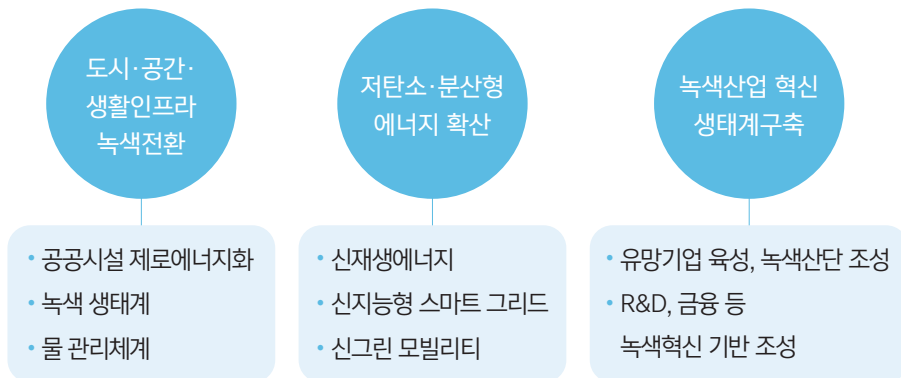 도시·공간·
생활인프라
녹색전환
저탄소·분산형
에너지 확산
녹색산업 혁신
생태계구축
• 공공시설 제로에너지화
• 녹색 생태계
• 물 관리체계
• 신재생에너지
• 신지능형 스마트 그리드
• 신그린 모빌리티
• 유망기업 육성, 녹색산단 조성
• R&D, 금융 등
녹색혁신 기반 조성